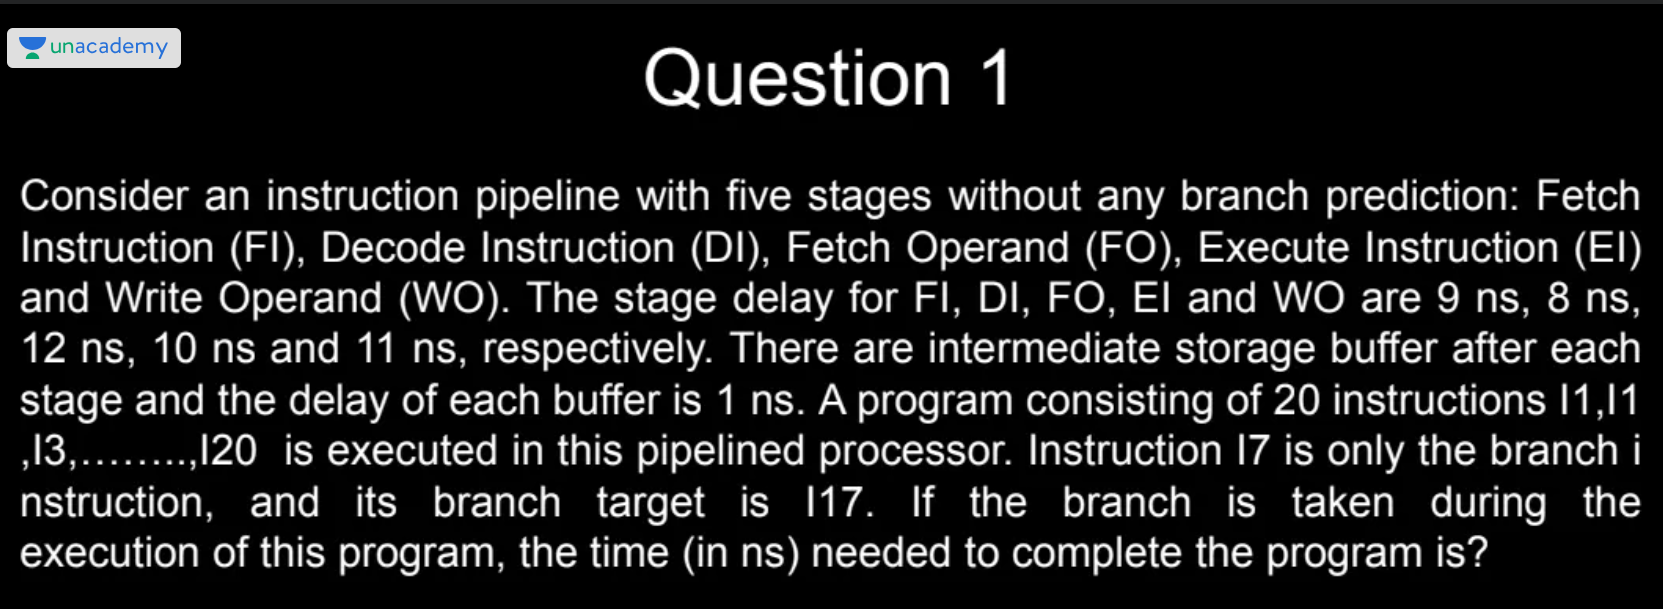 unacademy
Question 1
Consider an instruction pipeline with five stages without any branch prediction: Fetch
Instruction (FI), Decode Instruction (DI), Fetch Operand (FO), Execute Instruction (EI)
and Write Operand (WO). The stage delay for FI, DI, FO, EI and WO are 9 ns, 8 ns,
12 ns, 10 ns and 11 ns, respectively. There are intermediate storage buffer after each
stage and the delay of each buffer is 1 ns. A program consisting of 20 instructions I1,I1
,I3,........,I20 is executed in this pipelined processor. Instruction I7 is only the branch i
nstruction, and its branch target is I17. If the branch is taken during the
execution of this program, the time (in ns) needed to complete the program is?